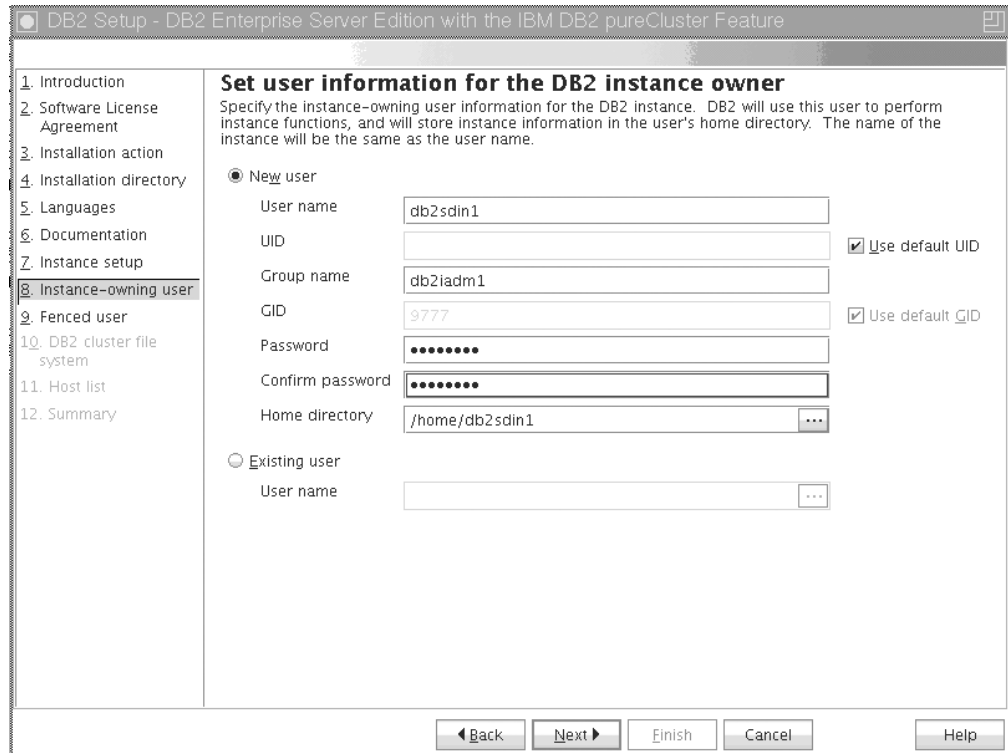 DB2 Setup - DB2 Enterprise Server Edition with the IBM DB2 pureCluster Feature
1. Introduction
2. Software License
Agreement
3. Installation action
4. Installation directory
5. Languages
6. Documentation
7. Instance setup
8. Instance-owning user
9. Fenced user
10. DB2 cluster file
system
11. Host list
12. Summary
Set user information for the DB2 instance owner
Specify the instance-owning user information for the DB2 instance. DB2 will use this user to perform
instance functions, and will store instance information in the user's home directory. The name of the
instance will be the same as the user name.
New user
User name db2sdin1
UID Use default UID
Group name db2iadm1
GID 9777 Use default GID
Password ●●●●●●●●
Confirm password ●●●●●●●●
Home directory /home/db2sdin1 ...
Existing user
User name ...
Back Next Finish Cancel Help